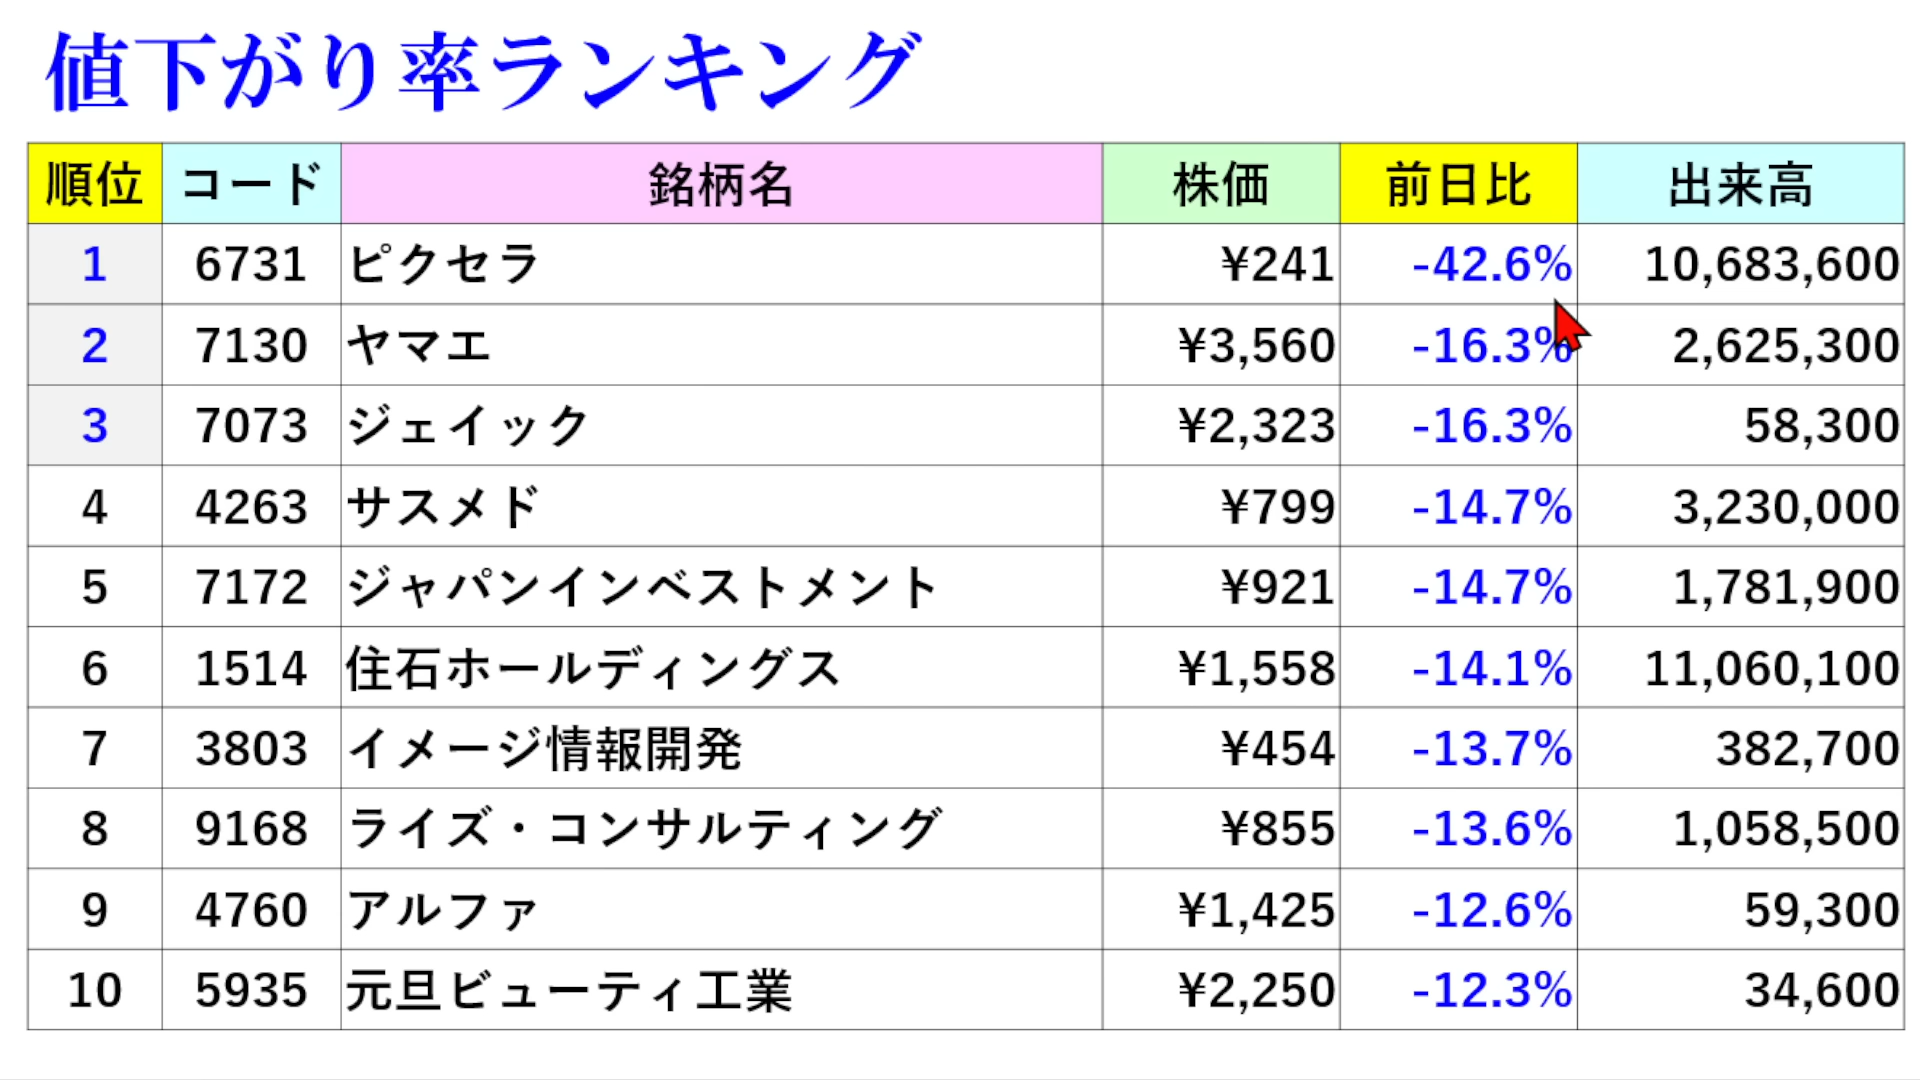 値下がり率ランキング
順位 コード 銘柄名 株価 前日比 出来高
1 6731 ピクセラ ¥241 -42.6% 10,683,600
2 7130 ヤマエ ¥3,560 -16.3% 2,625,300
3 7073 ジェイック ¥2,323 -16.3% 58,300
4 4263 サスメド ¥799 -14.7% 3,230,000
5 7172 ジャパンインベストメント ¥921 -14.7% 1,781,900
6 1514 住石ホールディングス ¥1,558 -14.1% 11,060,100
7 3803 イメージ情報開発 ¥454 -13.7% 382,700
8 9168 ライズ・コンサルティング ¥855 -13.6% 1,058,500
9 4760 アルファ ¥1,425 -12.6% 59,300
10 5935 元旦ビューティ工業 ¥2,250 -12.3% 34,600